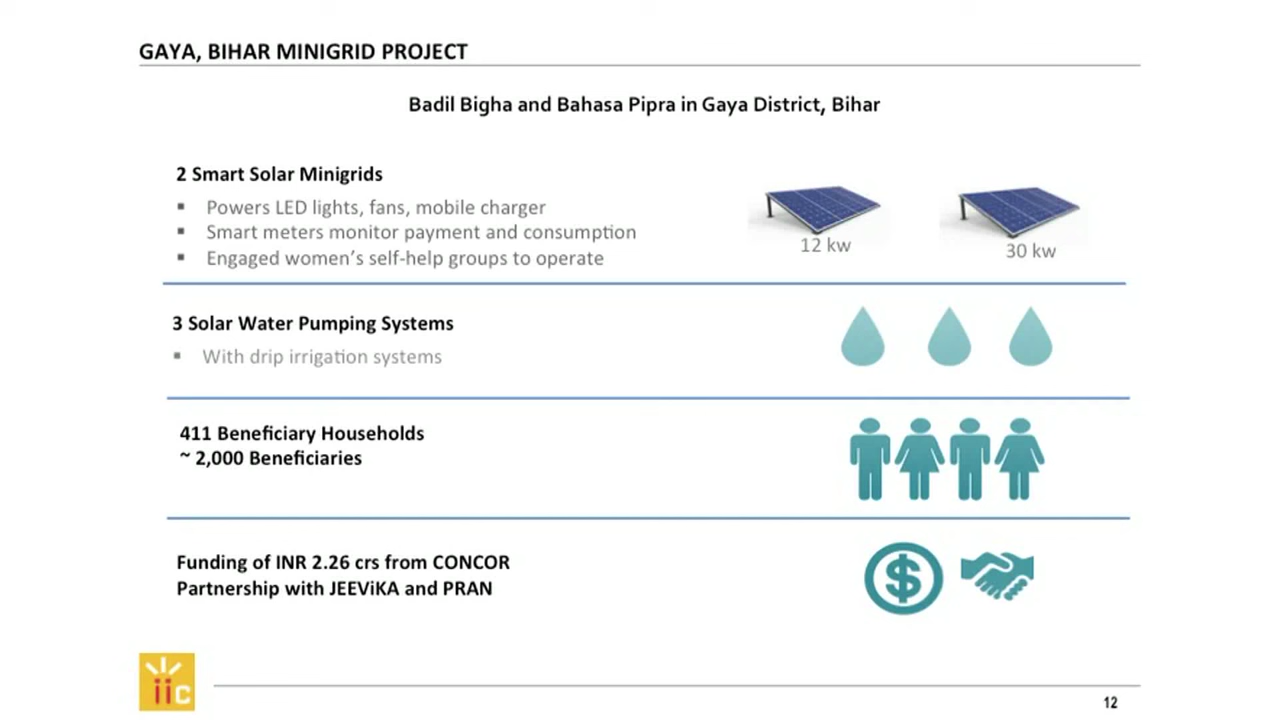 GAYA, BIHAR MINIGRID PROJECT
Badil Bigha and Bahasa Pipra in Gaya District, Bihar
2 Smart Solar Minigrids
▪ Powers LED lights, fans, mobile charger
▪ Smart meters monitor payment and consumption
▪ Engaged women's self-help groups to operate
12 kw
30 kw
3 Solar Water Pumping Systems
▪ With drip irrigation systems
411 Beneficiary Households
~ 2,000 Beneficiaries
Funding of INR 2.26 crs from CONCOR
Partnership with JEEViKA and PRAN
$
iic
12